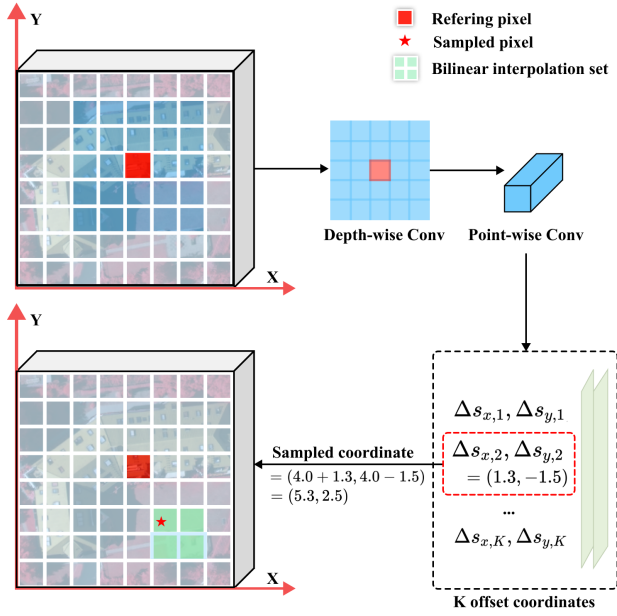 Y
Refering pixel
Sampled pixel
Bilinear interpolation set
Depth-wise Conv
Point-wise Conv
X
Y
Δs_{x,1}, Δs_{y,1}
Δs_{x,2}, Δs_{y,2}
= (1.3, −1.5)
...
Δs_{x,K}, Δs_{y,K}
Sampled coordinate
= (4.0 + 1.3, 4.0 − 1.5)
= (5.3, 2.5)
X
K offset coordinates